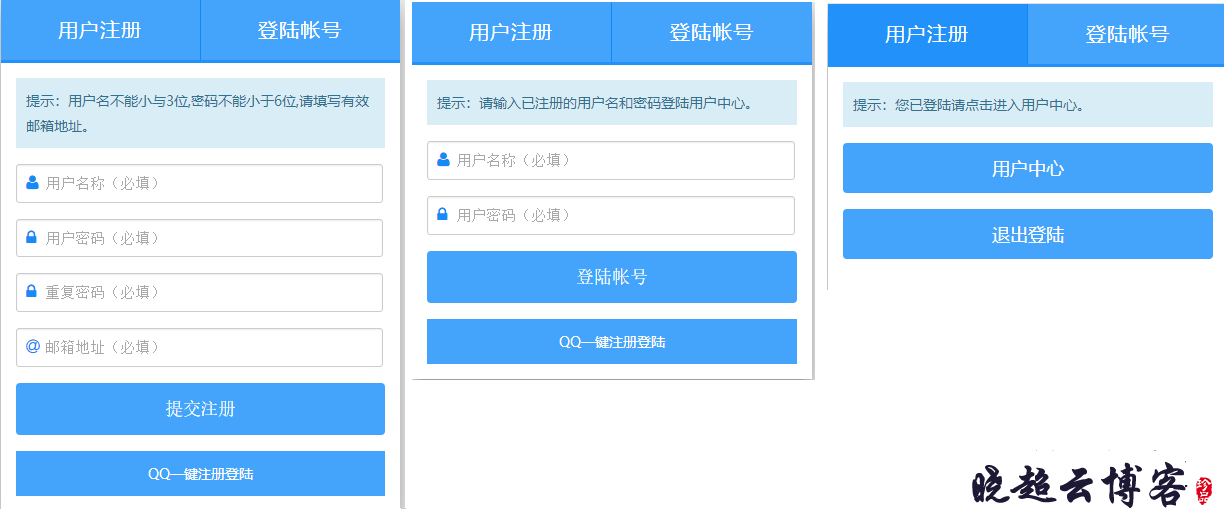 用户注册
登陆帐号
提示：用户名不能小与3位,密码不能小于6位,请填写有效
邮箱地址。
用户名称（必填）
用户密码（必填）
重复密码（必填）
@ 邮箱地址（必填）
提交注册
QQ一键注册登陆
用户注册
登陆帐号
提示：请输入已注册的用户名和密码登陆用户中心。
用户名称（必填）
用户密码（必填）
登陆帐号
QQ一键注册登陆
用户注册
登陆帐号
提示：您已登陆请点击进入用户中心。
用户中心
退出登陆
晓超云博客
珍品